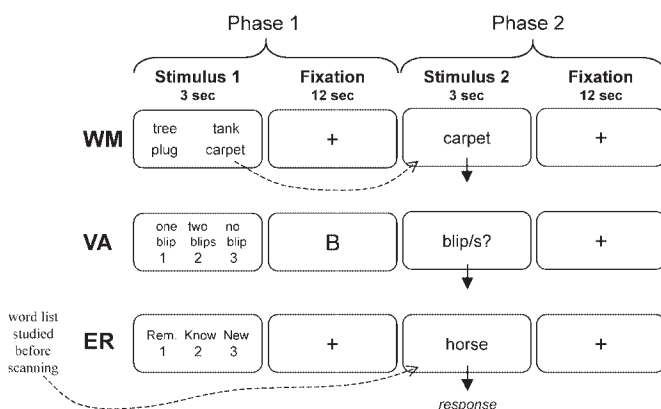 Phase 1 Phase 2
Stimulus 1 Fixation Stimulus 2 Fixation
3 sec 12 sec 3 sec 12 sec
WM
tree tank
plug carpet
+
carpet
+
VA
one two no
blip blips blip
1 2 3
B
blip/s?
+
word list
studied
before
scanning
ER
Rem. Know New
1 2 3
+
horse
+
response